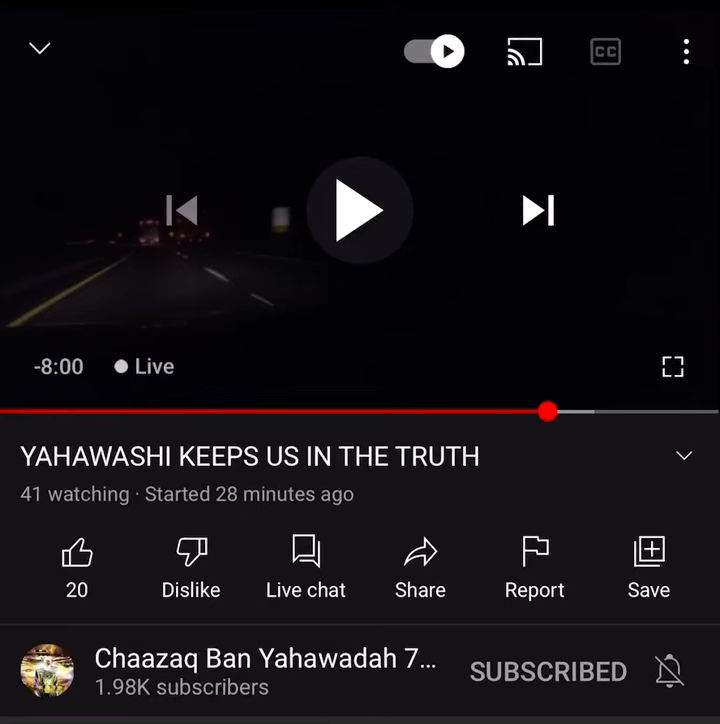 CC
-8:00 Live
YAHAWASHI KEEPS US IN THE TRUTH
41 watching · Started 28 minutes ago
20 Dislike Live chat Share Report Save
Chaazaq Ban Yahawadah 7... SUBSCRIBED
1.98K subscribers